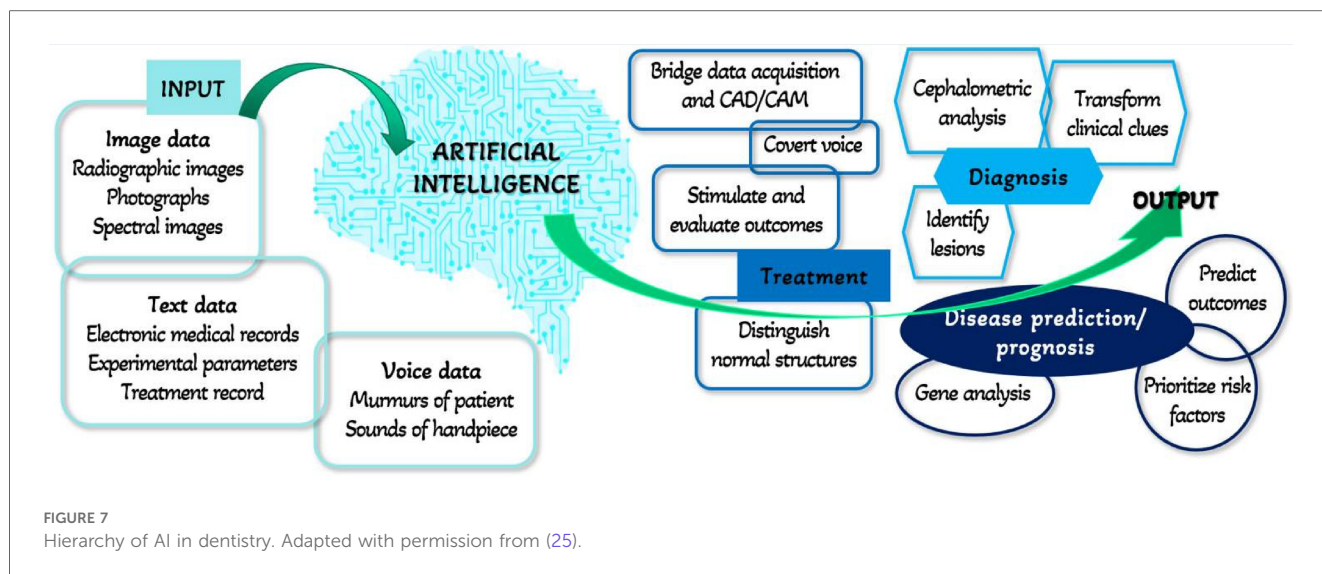 INPUT
Image data
Radiographic images
Photographs
Spectral images
Text data
Electronic medical records
Experimental parameters
Treatment record
Voice data
Murmurs of patient
Sounds of handpiece
ARTIFICIAL
INTELLIGENCE
Bridge data acquisition
and CAD/CAM
Covert voice
Stimulate and
evaluate outcomes
Treatment
Distinguish
normal structures
Cephalometric
analysis
Transform
clinical clues
Diagnosis
Identify
lesions
OUTPUT
Disease prediction/
prognosis
Predict
outcomes
Gene analysis
Prioritize risk
factors
FIGURE 7
Hierarchy of AI in dentistry. Adapted with permission from (25).